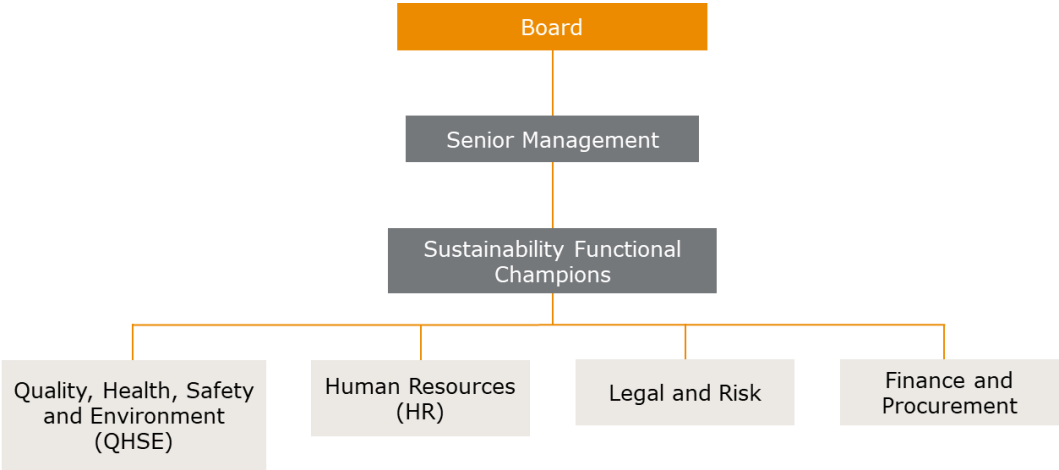 Board
Senior Management
Sustainability Functional
Champions
Quality, Health, Safety
and Environment
(QHSE)
Human Resources
(HR)
Legal and Risk
Finance and
Procurement